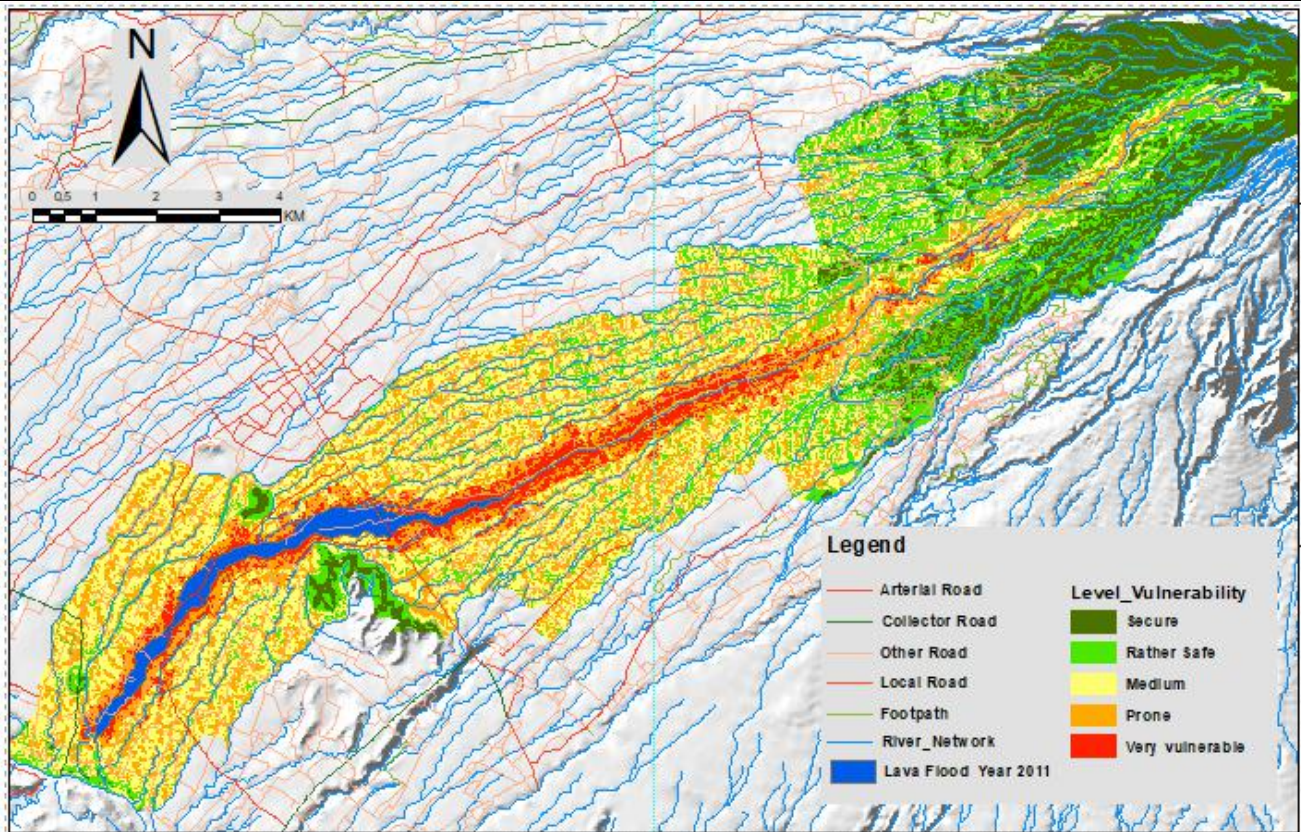 N
0 0,5 1 2 3 4
KM
Legend
Arterial Road
Collector Road
Other Road
Local Road
Footpath
River_Network
Lava Flood Year 2011
Level_Vulnerability
Secure
Rather Safe
Medium
Prone
Very vulnerable